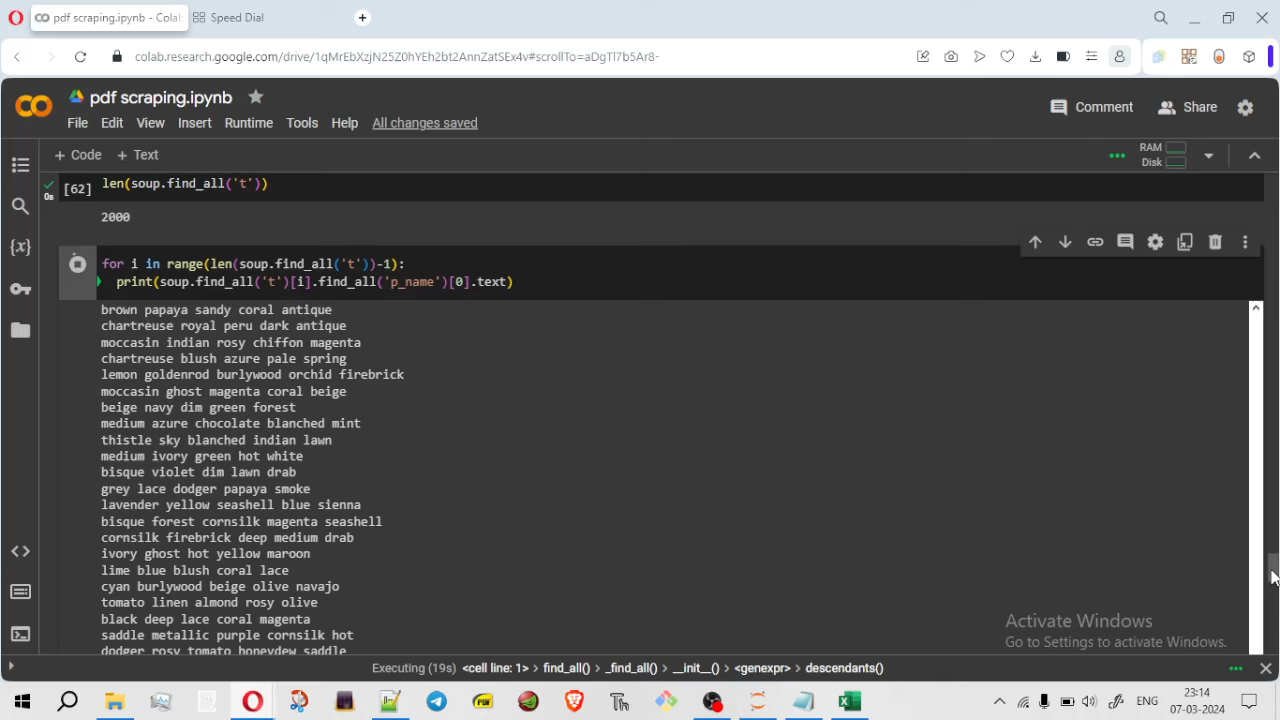 pdf scraping.ipynb - Colab
Speed Dial
colab.research.google.com/drive/1qMrEbXzjN25Z0hYEh2bt2AnnZatSEx4v#scrollTo=aDgTl7b5Ar8-
pdf scraping.ipynb
Comment
Share
File Edit View Insert Runtime Tools Help All changes saved
+ Code + Text
RAM
Disk
[62] len(soup.find_all('t'))
0s
2000
for i in range(len(soup.find_all('t'))-1):
print(soup.find_all('t')[i].find_all('p_name')[0].text)
brown papaya sandy coral antique
chartreuse royal peru dark antique
moccasin indian rosy chiffon magenta
chartreuse blush azure pale spring
lemon goldenrod burlywood orchid firebrick
moccasin ghost magenta coral beige
beige navy dim green forest
medium azure chocolate blanched mint
thistle sky blanched indian lawn
medium ivory green hot white
bisque violet dim lawn drab
grey lace dodger papaya smoke
lavender yellow seashell blue sienna
bisque forest cornsilk magenta seashell
cornsilk firebrick deep medium drab
ivory ghost hot yellow maroon
lime blue blush coral lace
cyan burlywood beige olive navajo
tomato linen almond rosy olive
black deep lace coral magenta
saddle metallic purple cornsilk hot
dodger rosy tomato honeydew saddle
Activate Windows
Go to Settings to activate Windows.
Executing (19s) <cell line: 1> find_all() _find_all() __init__() <genexpr> descendants()
ENG
23:14
07-03-2024